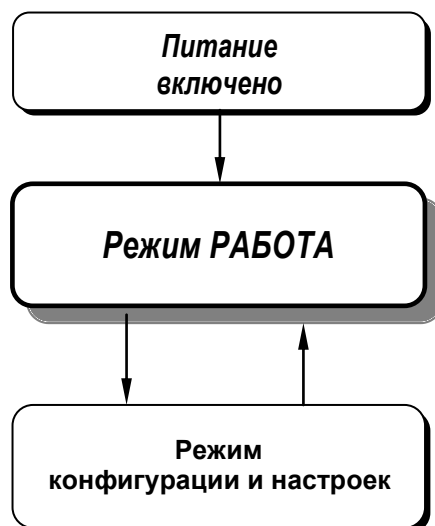 Питание
включено
Режим РАБОТА
Режим
конфигурации и настроек